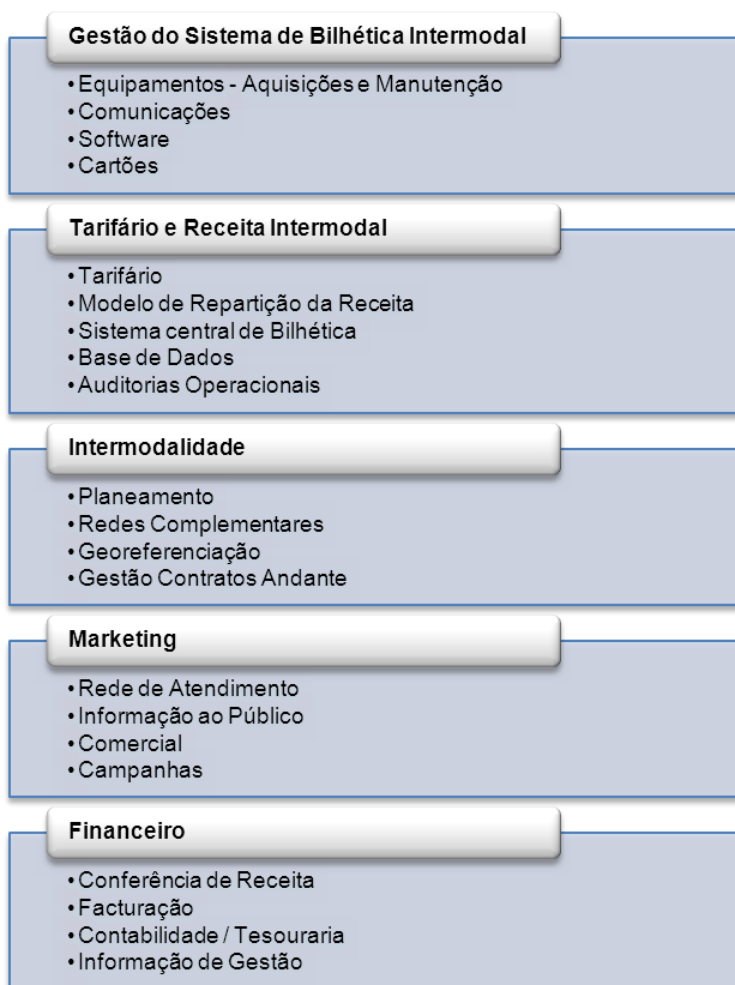 Gestão do Sistema de Bilhética Intermodal
• Equipamentos - Aquisições e Manutenção
• Comunicações
• Software
• Cartões
Tarifário e Receita Intermodal
• Tarifário
• Modelo de Repartição da Receita
• Sistema central de Bilhética
• Base de Dados
• Auditorias Operacionais
Intermodalidade
• Planeamento
• Redes Complementares
• Georeferenciação
• Gestão Contratos Andante
Marketing
• Rede de Atendimento
• Informação ao Público
• Comercial
• Campanhas
Financeiro
• Conferência de Receita
• Facturação
• Contabilidade / Tesouraria
• Informação de Gestão